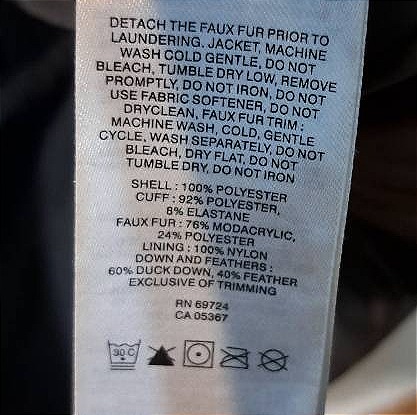 DETACH THE FAUX FUR PRIOR TO
LAUNDERING. JACKET, MACHINE
WASH COLD GENTLE, DO NOT
BLEACH, TUMBLE DRY LOW, REMOVE
PROMPTLY, DO NOT IRON, DO NOT
USE FABRIC SOFTENER, DO NOT
DRYCLEAN, FAUX FUR TRIM :
MACHINE WASH, COLD, GENTLE
CYCLE, WASH SEPARATELY, DO NOT
BLEACH, DRY FLAT, DO NOT
TUMBLE DRY, DO NOT IRON
SHELL : 100% POLYESTER
CUFF : 92% POLYESTER,
8% ELASTANE
FAUX FUR : 76% MODACRYLIC,
24% POLYESTER
LINING : 100% NYLON
DOWN AND FEATHERS :
60% DUCK DOWN, 40% FEATHER
EXCLUSIVE OF TRIMMING
RN 69724
CA 05367
30 C